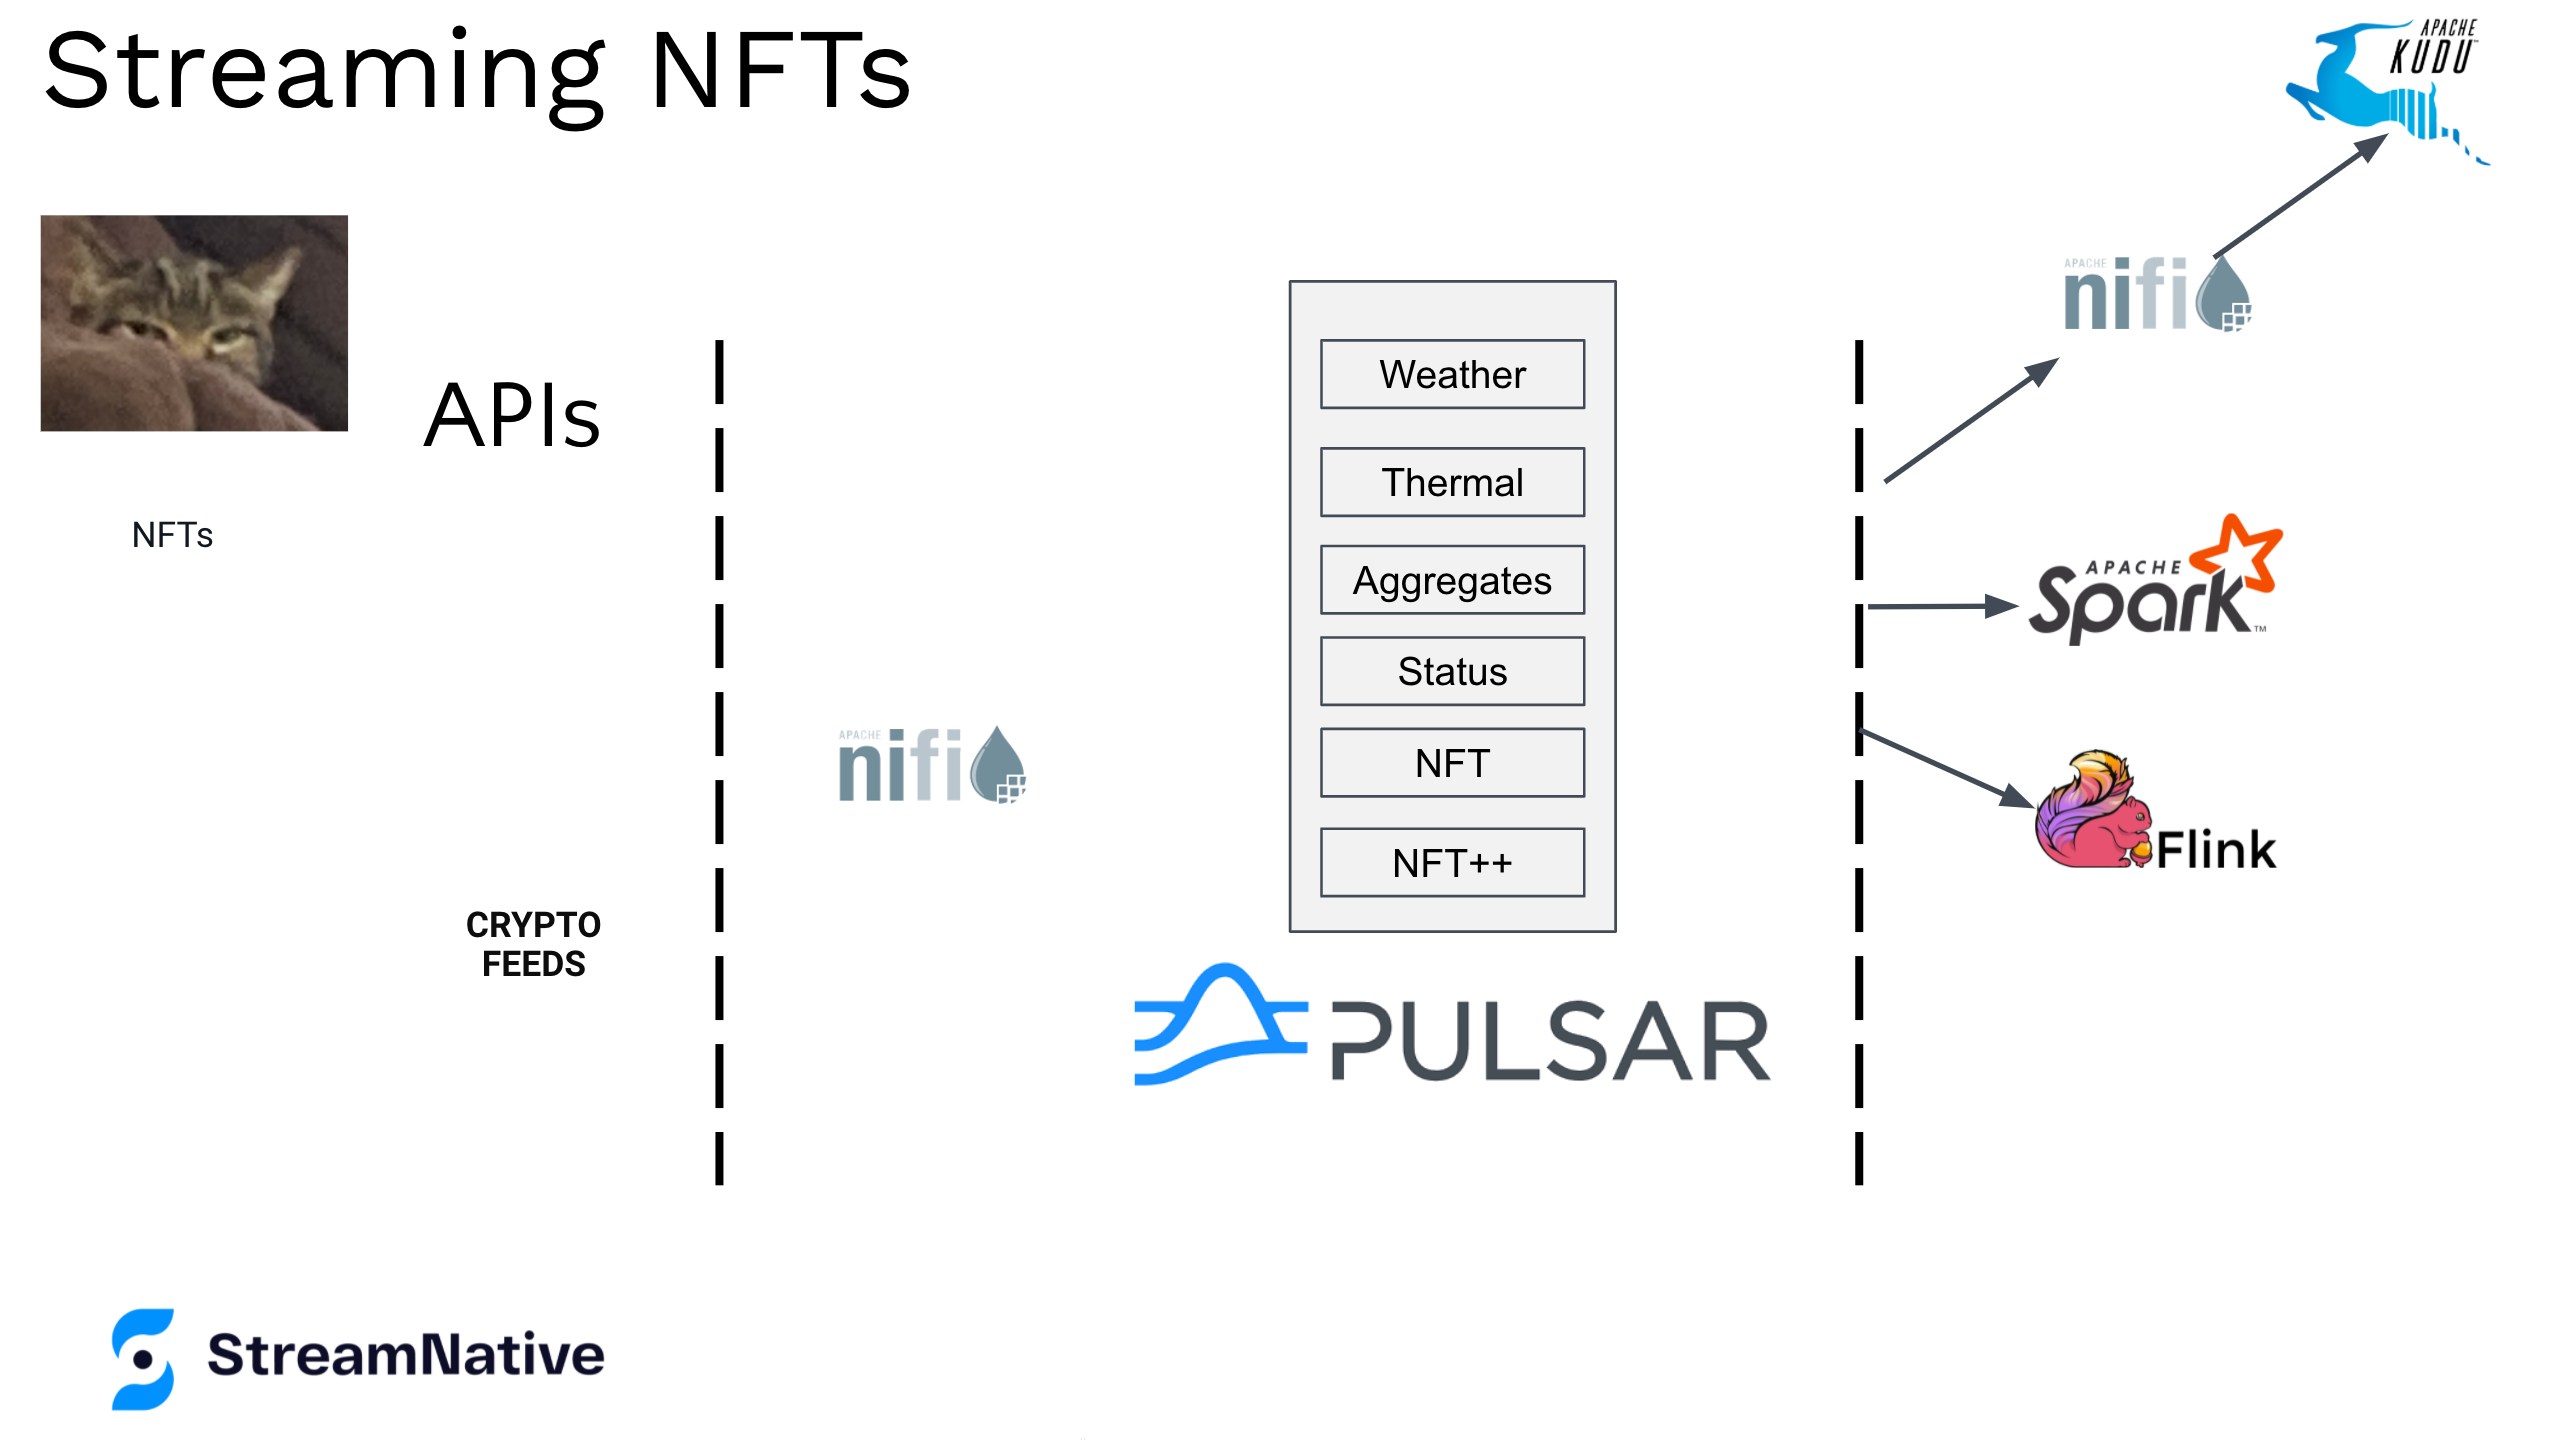 Streaming NFTs
APACHE
KUDU
APIs
NFTs
CRYPTO
FEEDS
APACHE
nifi
Weather
Thermal
Aggregates
Status
NFT
NFT++
PULSAR
APACHE
nifi
APACHE
Spark™
Flink
StreamNative